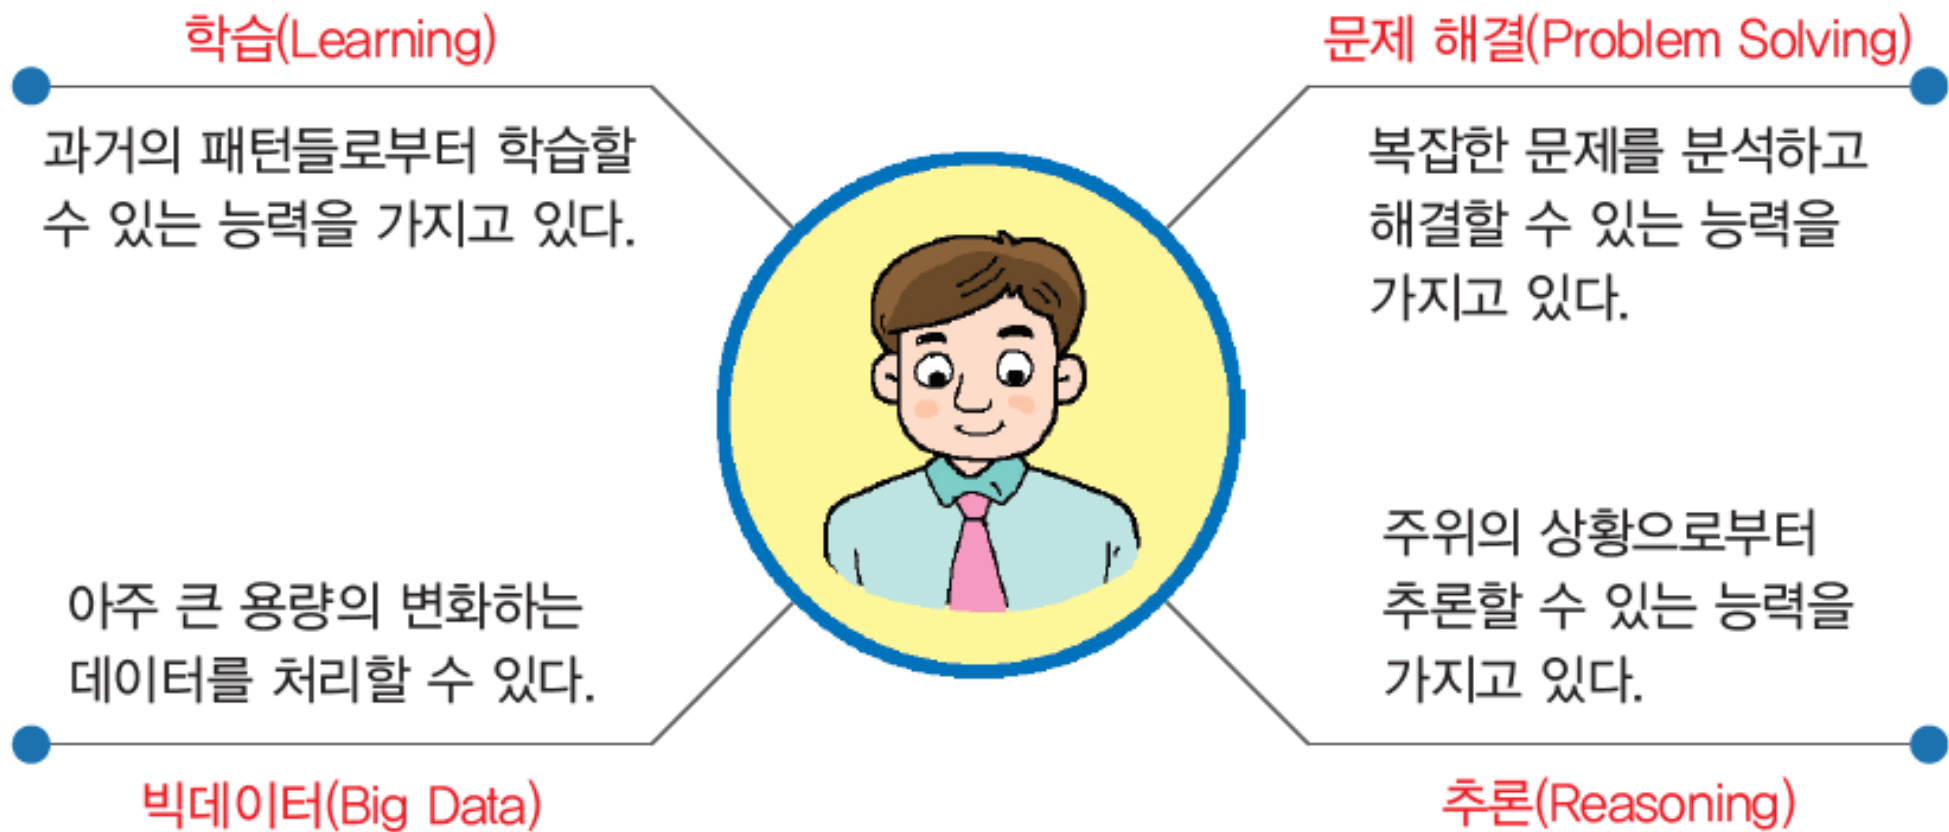 학습(Learning)
과거의 패턴들로부터 학습할
수 있는 능력을 가지고 있다.
문제 해결(Problem Solving)
복잡한 문제를 분석하고
해결할 수 있는 능력을
가지고 있다.
아주 큰 용량의 변화하는
데이터를 처리할 수 있다.
빅데이터(Big Data)
주위의 상황으로부터
추론할 수 있는 능력을
가지고 있다.
추론(Reasoning)